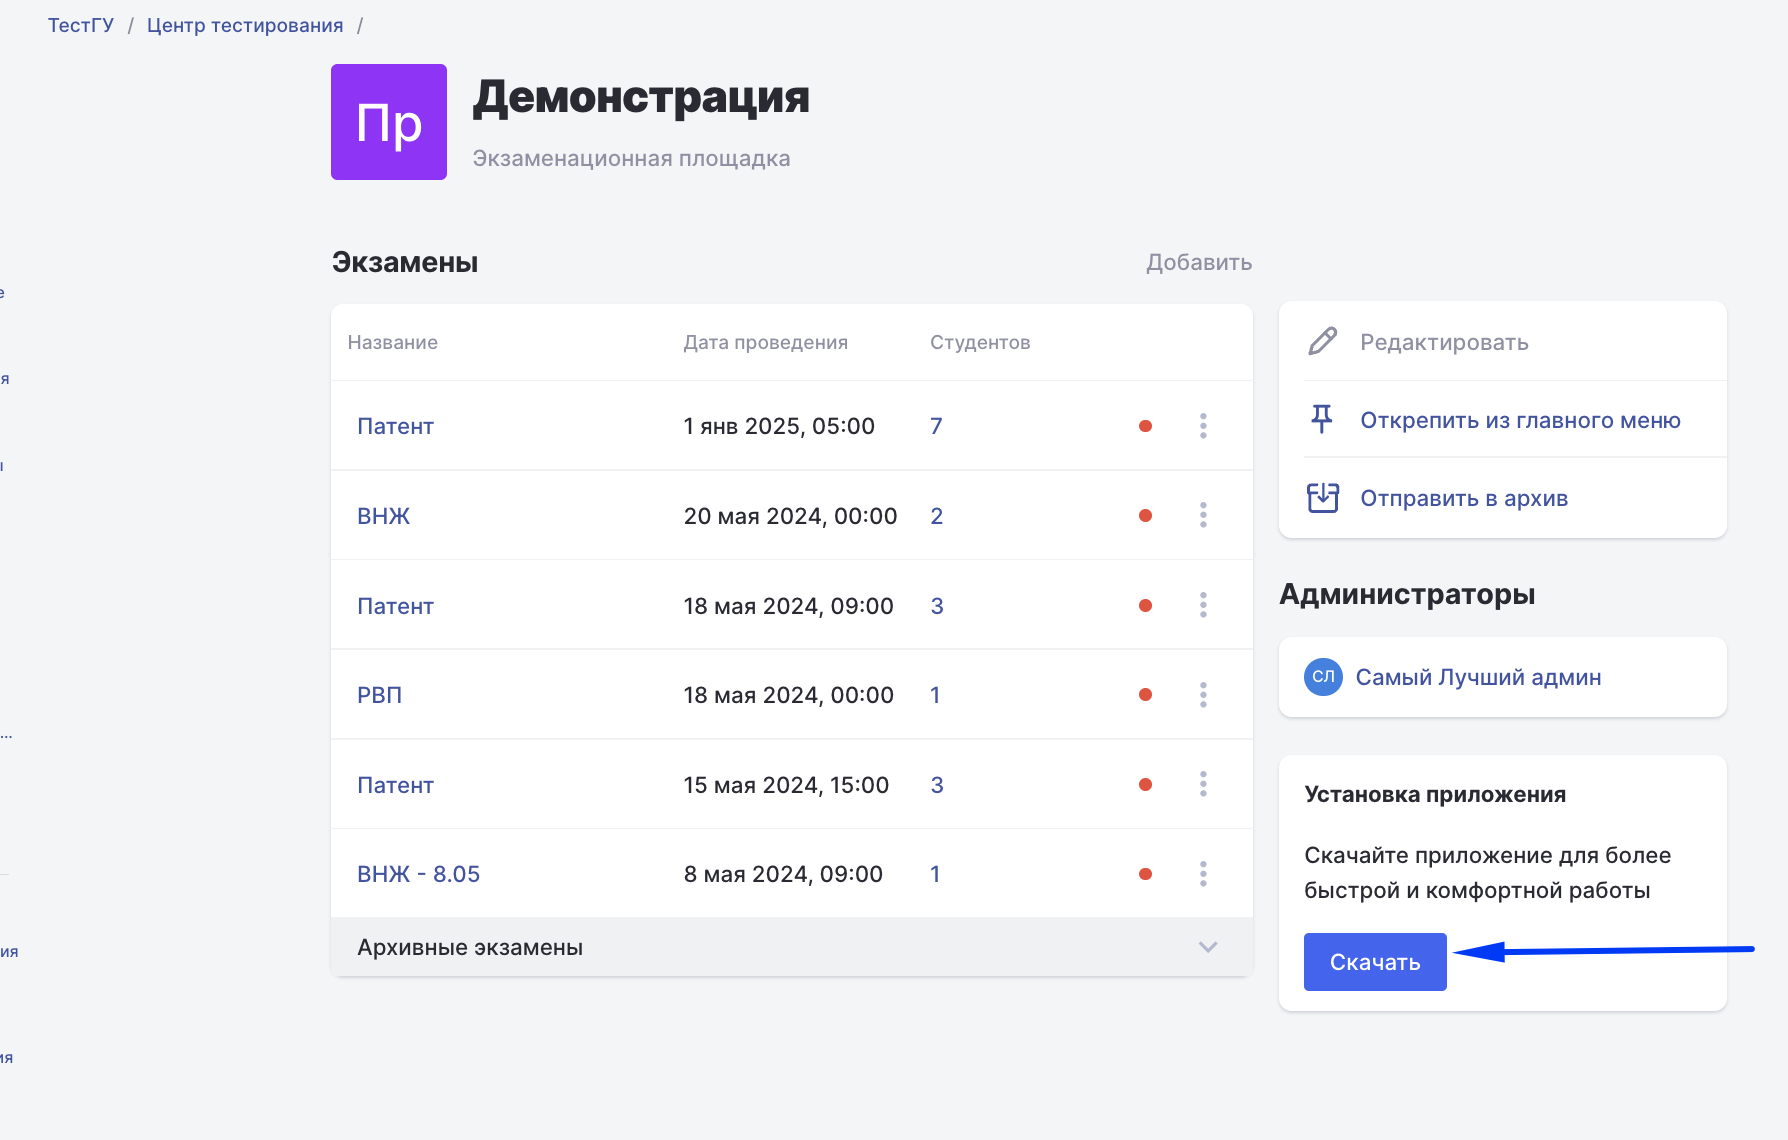 ТестГУ / Центр тестирования /
Пр
Демонстрация
Экзаменационная площадка
Экзамены
Добавить
Название Дата проведения Студентов
Патент 1 янв 2025, 05:00 7
ВНЖ 20 мая 2024, 00:00 2
Патент 18 мая 2024, 09:00 3
РВП 18 мая 2024, 00:00 1
Патент 15 мая 2024, 15:00 3
ВНЖ - 8.05 8 мая 2024, 09:00 1
Архивные экзамены
Редактировать
Открепить из главного меню
Отправить в архив
Администраторы
СЛ Самый Лучший админ
Установка приложения
Скачайте приложение для более
быстрой и комфортной работы
Скачать